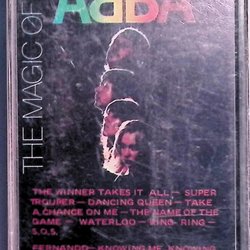 THE MAGIC OF
ABBA
THE WINNER TAKES IT ALL — SUPER
TROUPER — DANCING QUEEN — TAKE
A CHANCE ON ME — THE NAME OF THE
GAME — WATERLOO — RING RING —
S.O.S.
FERNANDO — KNOWING ME, KNOWING